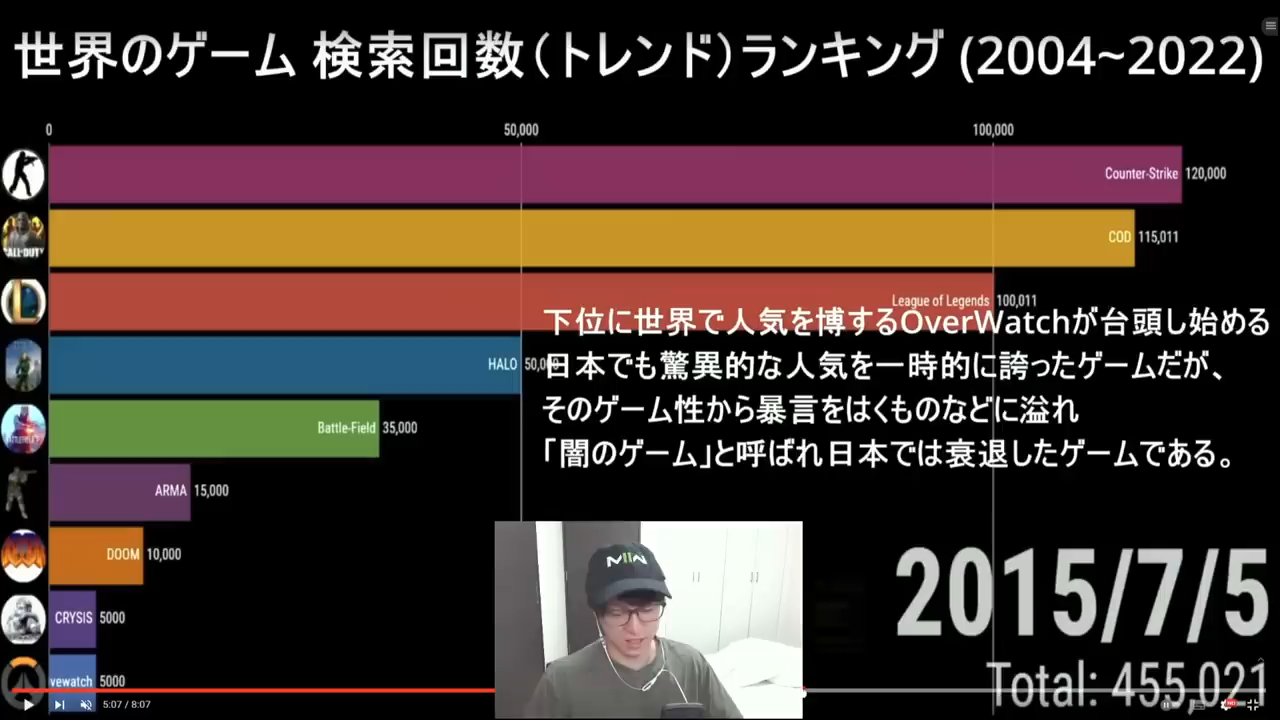 世界のゲーム 検索回数（トレンド）ランキング (2004~2022)
0 50,000 100,000
Counter-Strike 120,000
CALL·DUTY
COD 115,011
League of Legends 100,011
下位に世界で人気を博するOverWatchが台頭し始める
HALO 50,000
日本でも驚異的な人気を一時的に誇ったゲームだが、
そのゲーム性から暴言をはくものなどに溢れ
Battle-Field 35,000
「闇のゲーム」と呼ばれ日本では衰退したゲームである。
ARMA 15,000
DOOM 10,000
MIIW
2015/7/5
CRYSIS 5000
vewatch 5000
Total: 455,021
5:07 / 8:07